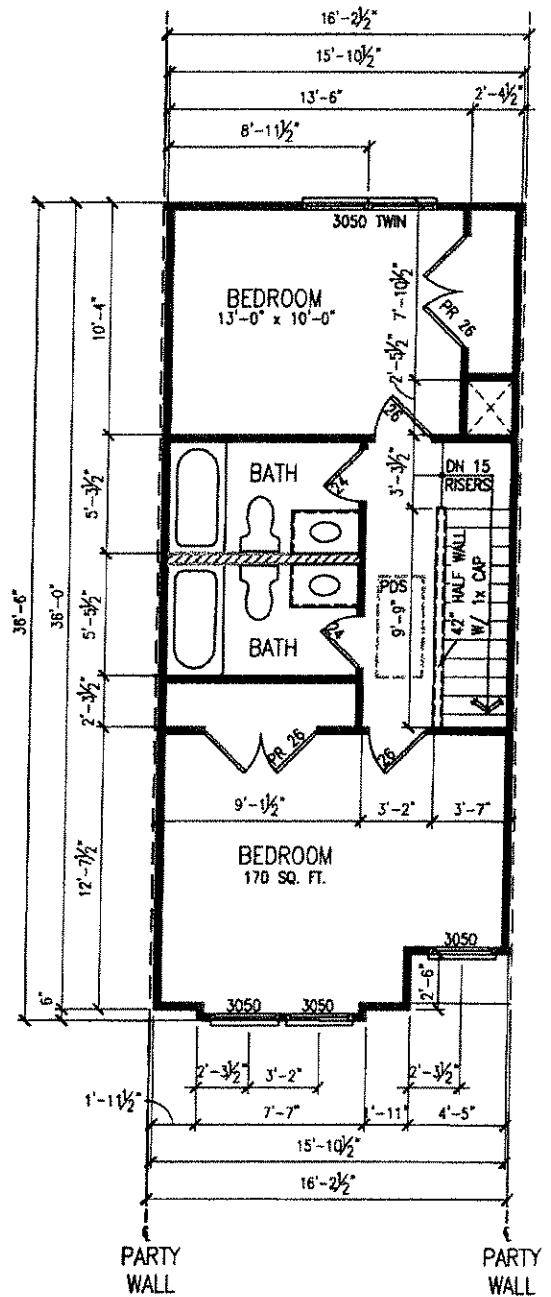 16'-2½"
15'-10½"
13'-6"
2'-4½"
8'-11½"
3050 TWIN
BEDROOM
13'-0" x 10'-0"
7'-10½"
PR 26
10'-4"
2'-5½"
26
DN 15
RISERS
BATH
24
3'-3½"
5'-3½"
PDS
9'-9"
42" HALF WALL
W/ 1x CAP
36'-6"
36'-0"
5'-5½"
BATH
24
2'-3½"
PR 26
26
9'-1½"
3'-2"
3'-7"
12'-7½"
BEDROOM
170 SQ. FT.
3050
2'-6"
6"
3050
3050
2'-3½"
3'-2"
2'-3½"
1'-11½"
7'-7"
1'-11"
4'-5"
15'-10½"
16'-2½"
PARTY
WALL
PARTY
WALL